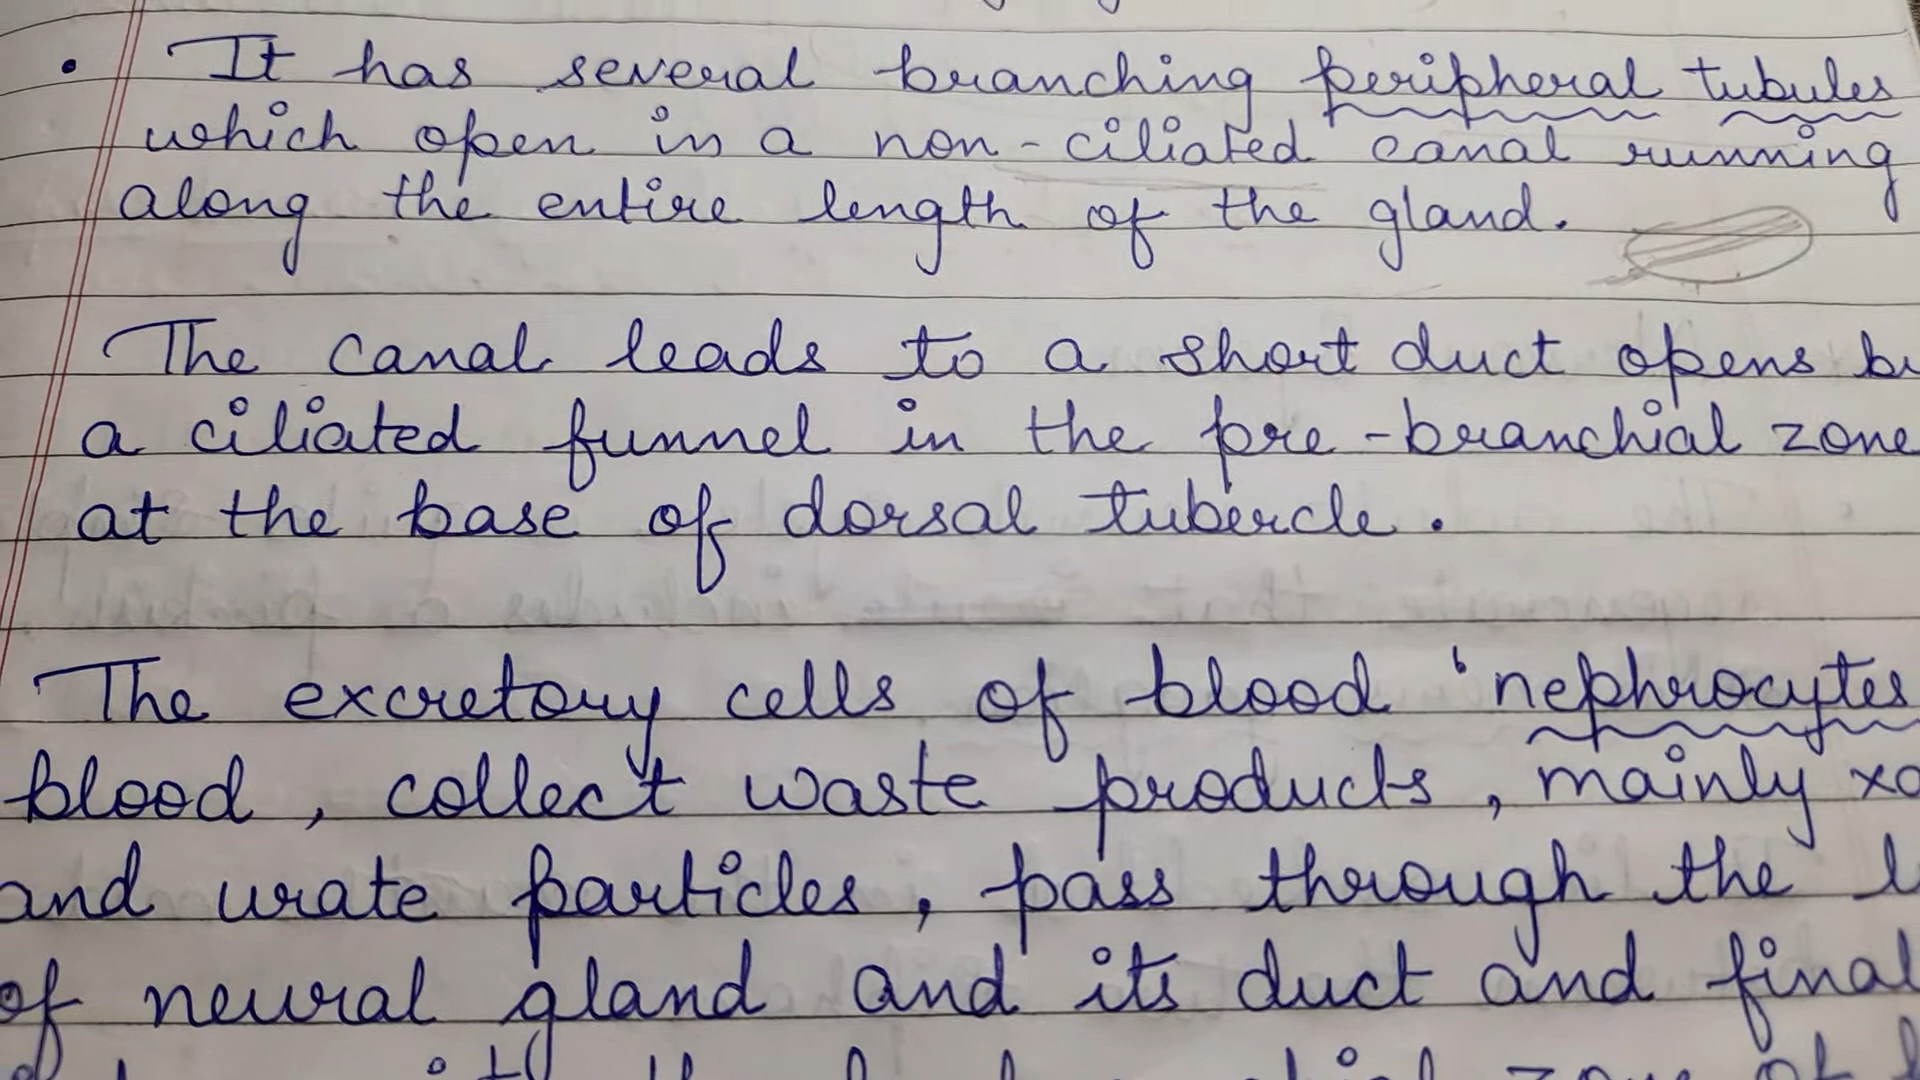 • It has several branching peripheral tubules
which open in a non-ciliated canal running
along the entire length of the gland.
The canal leads to a short duct opens
a ciliated funnel in the pre-branchial zone
at the base of dorsal tubercle.
The excretory cells of blood 'nephrocytes
blood, collect waste products, mainly
and urate particles, pass through the
of neural gland and its duct and
zone of